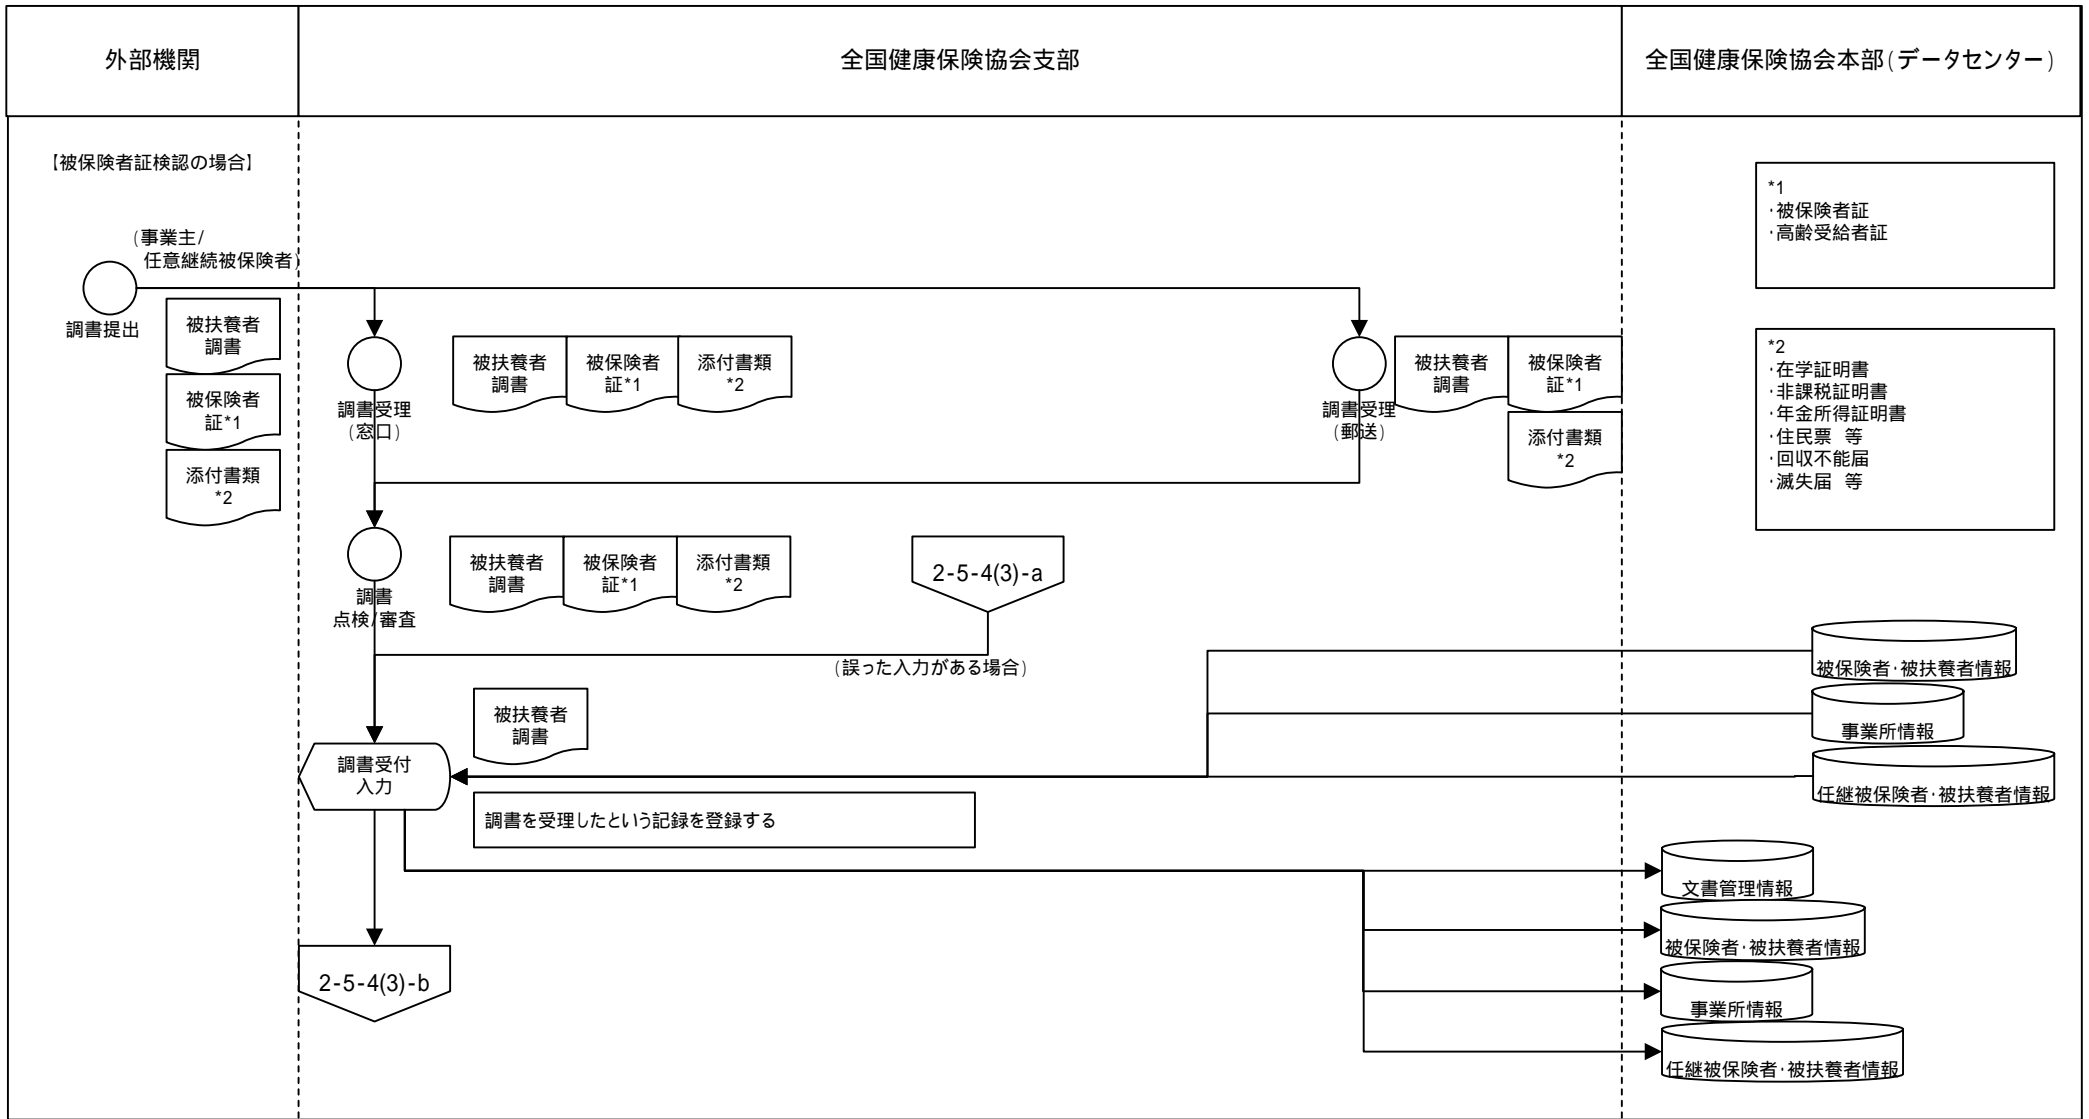 外部機関
全国健康保険協会支部
全国健康保険協会本部(データセンター)
【被保険者証検認の場合】
(事業主/
任意継続被保険者)
調書提出
被扶養者
調書
被保険者
証*1
添付書類
*2
調書受理
(窓口)
被扶養者
調書
被保険者
証*1
添付書類
*2
調書受理
(郵送)
被扶養者
調書
被保険者
証*1
添付書類
*2
*1
・被保険者証
・高齢受給者証
*2
・在学証明書
・非課税証明書
・年金所得証明書
・住民票 等
・回収不能届
・滅失届 等
調書
点検/審査
被扶養者
調書
被保険者
証*1
添付書類
*2
2-5-4(3)-a
(誤った入力がある場合)
被扶養者
調書
調書受付
入力
調書を受理したという記録を登録する
被保険者・被扶養者情報
事業所情報
任継被保険者・被扶養者情報
文書管理情報
被保険者・被扶養者情報
事業所情報
任継被保険者・被扶養者情報
2-5-4(3)-b